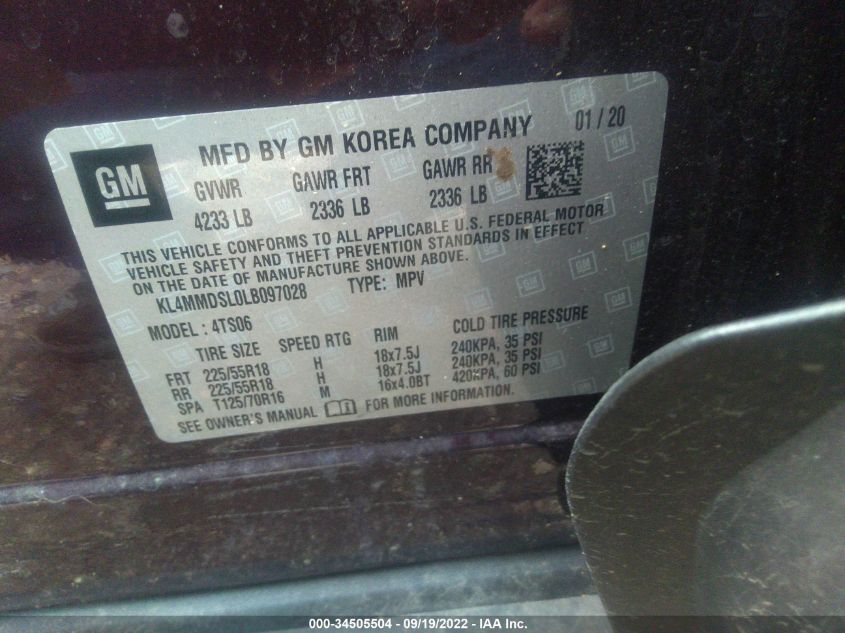 GM
MFD BY GM KOREA COMPANY 01 / 20
GVWR GAWR FRT GAWR RR
4233 LB 2336 LB 2336 LB
THIS VEHICLE CONFORMS TO ALL APPLICABLE U.S. FEDERAL MOTOR
VEHICLE SAFETY AND THEFT PREVENTION STANDARDS IN EFFECT
ON THE DATE OF MANUFACTURE SHOWN ABOVE.
KL4MMDSL0LB097028 TYPE: MPV
MODEL: 4TS06
TIRE SIZE SPEED RTG RIM COLD TIRE PRESSURE
FRT 225/55R18 H 18x7.5J 240KPA, 35 PSI
RR 225/55R18 H 18x7.5J 240KPA, 35 PSI
SPA T125/70R16 M 16x4.0BT 420KPA, 60 PSI
SEE OWNER'S MANUAL FOR MORE INFORMATION.
000-34505504 - 09/19/2022 - IAA Inc.